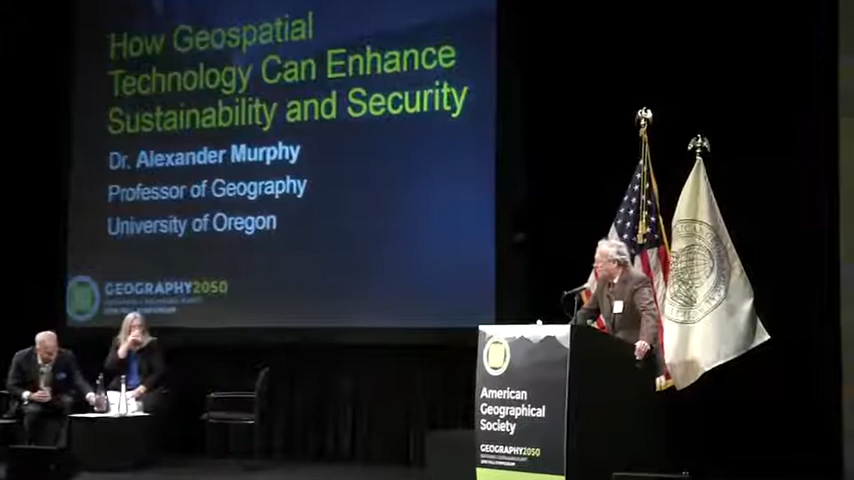 How Geospatial
Technology Can Enhance
Sustainability and Security
Dr. Alexander Murphy
Professor of Geography
University of Oregon
GEOGRAPHY2050
American
Geographical
Society
GEOGRAPHY2050